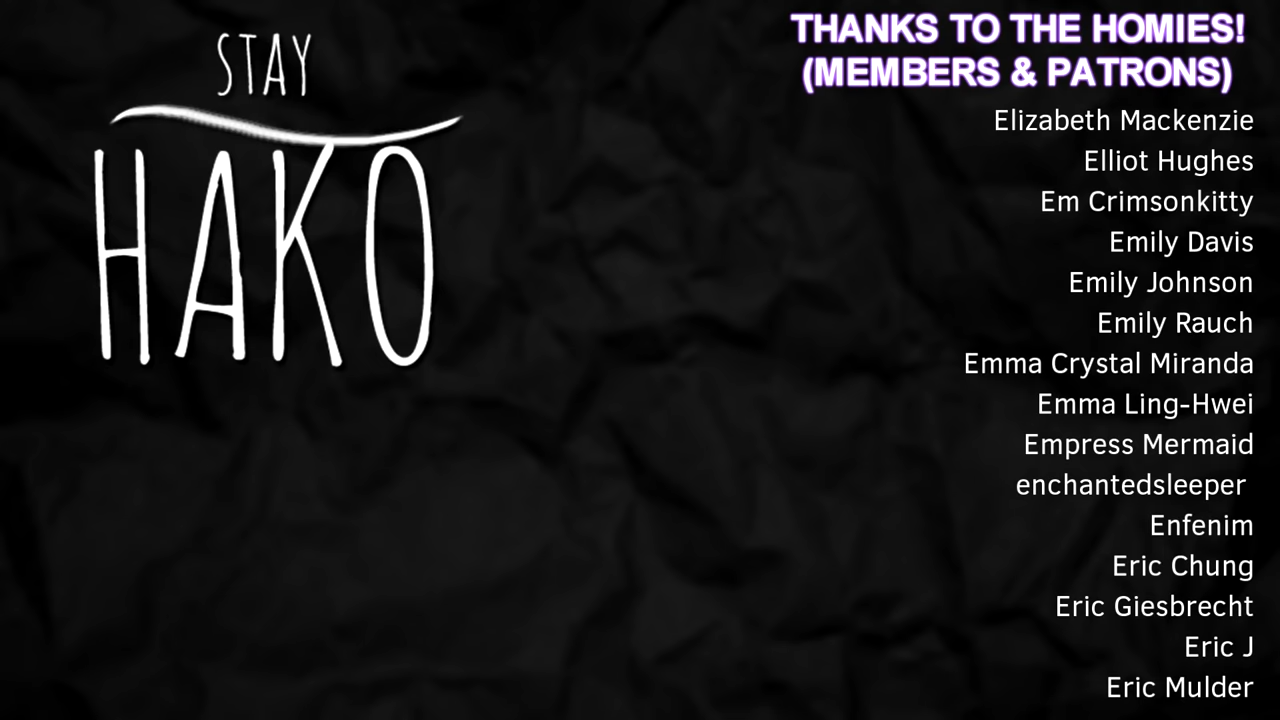 STAY
HAKO
THANKS TO THE HOMIES!
(MEMBERS & PATRONS)
Elizabeth Mackenzie
Elliot Hughes
Em Crimsonkitty
Emily Davis
Emily Johnson
Emily Rauch
Emma Crystal Miranda
Emma Ling-Hwei
Empress Mermaid
enchantedsleeper
Enfenim
Eric Chung
Eric Giesbrecht
Eric J
Eric Mulder